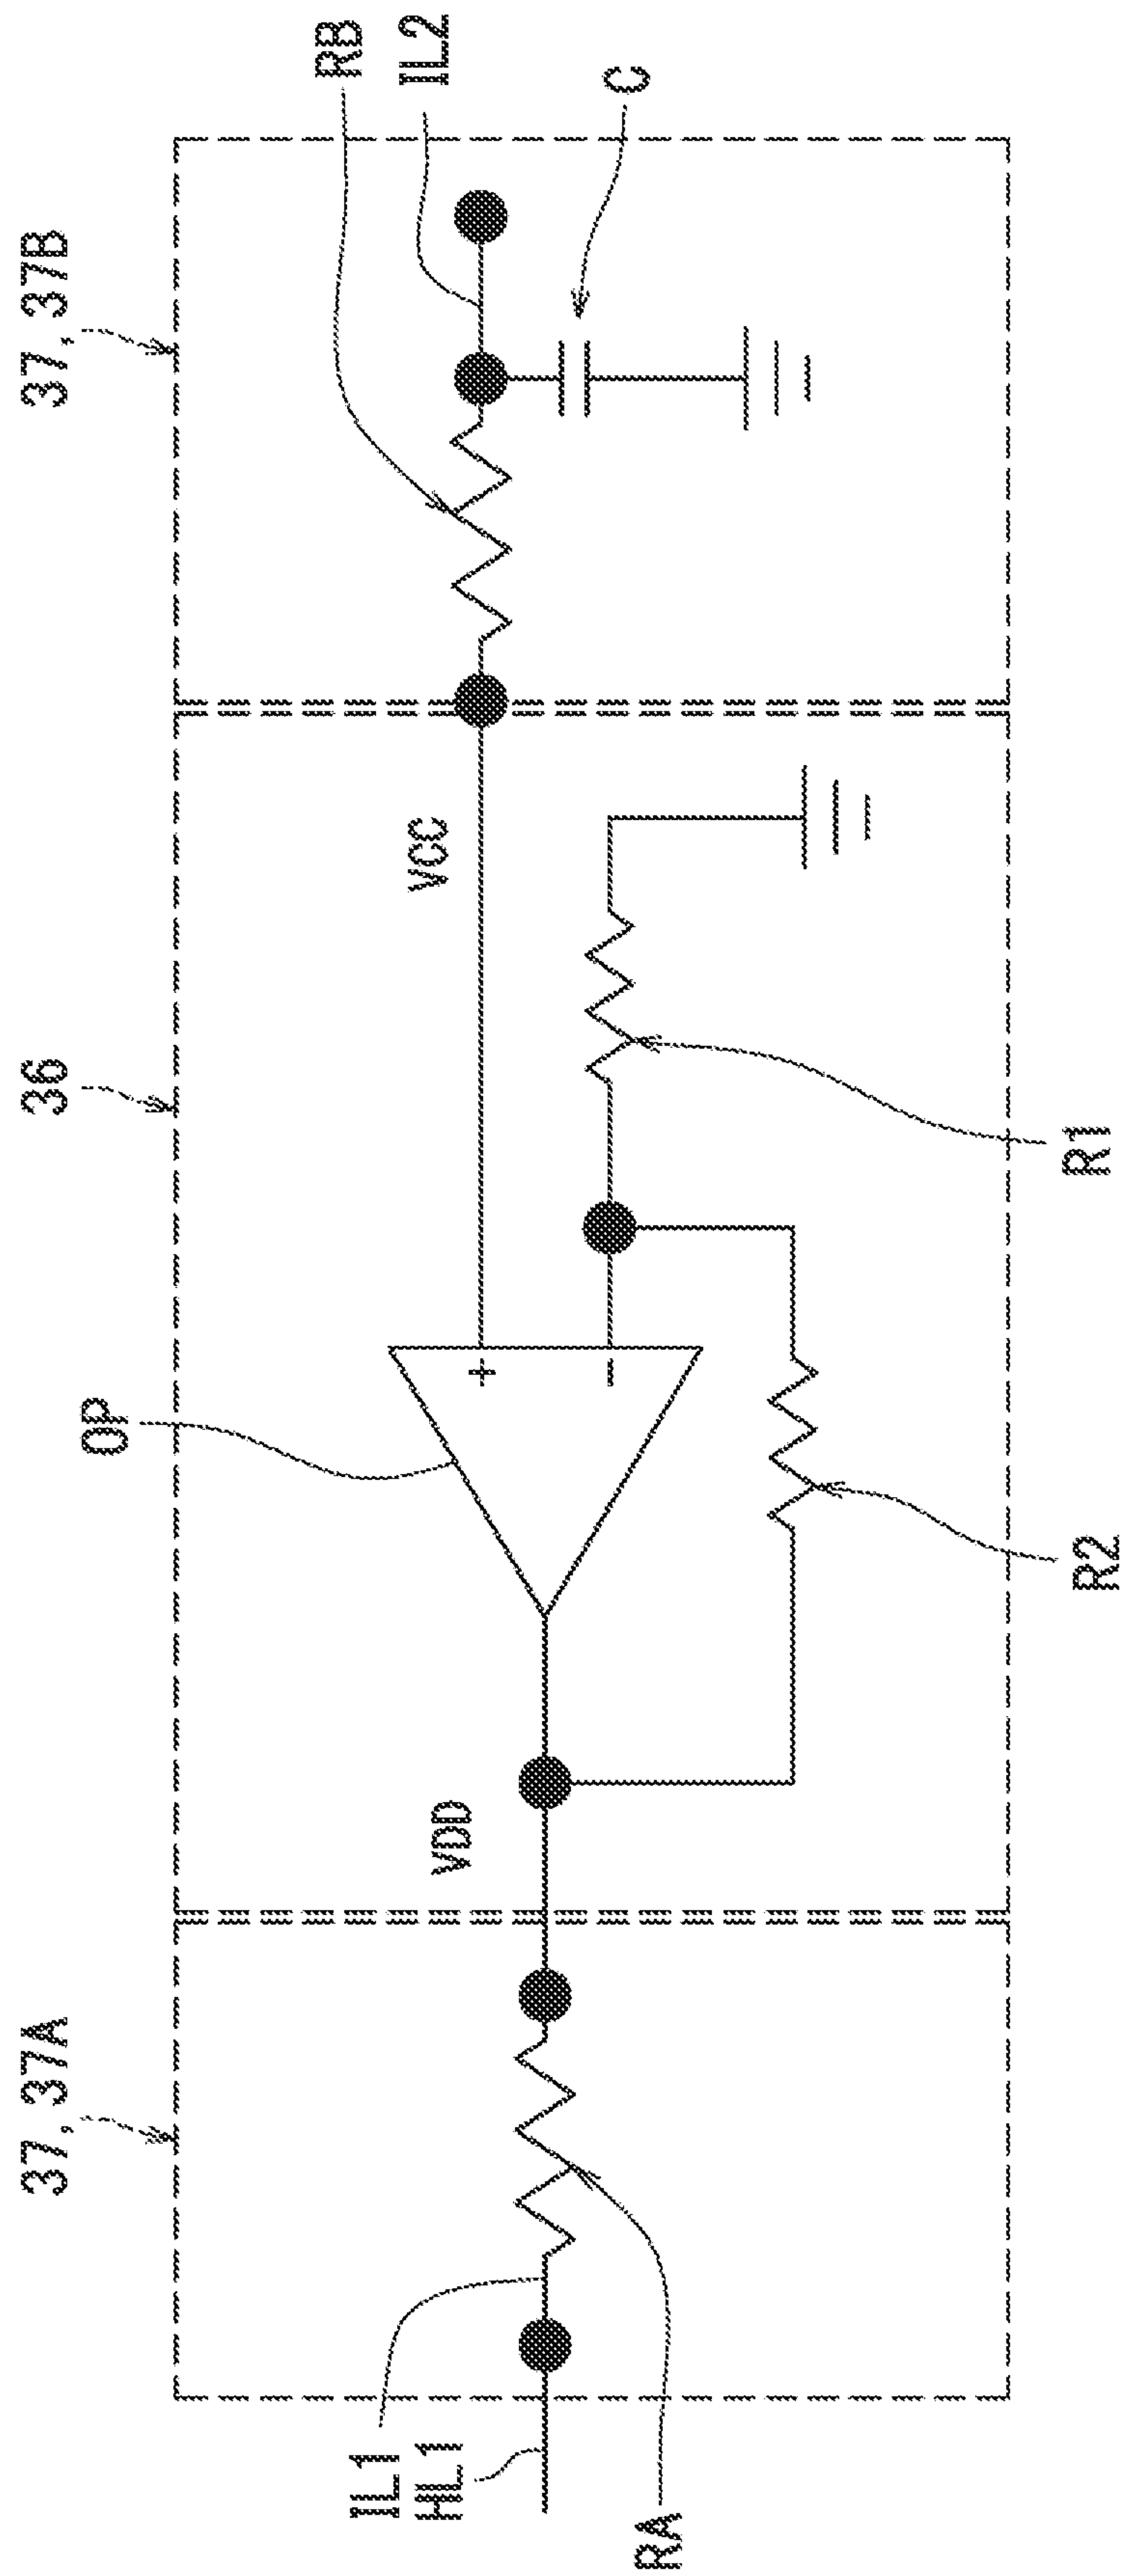 37, 37A
36
37, 37B
OP
RB
IL2
C
VCC
VDD
+
−
IL1
HL1
RA
R2
R1